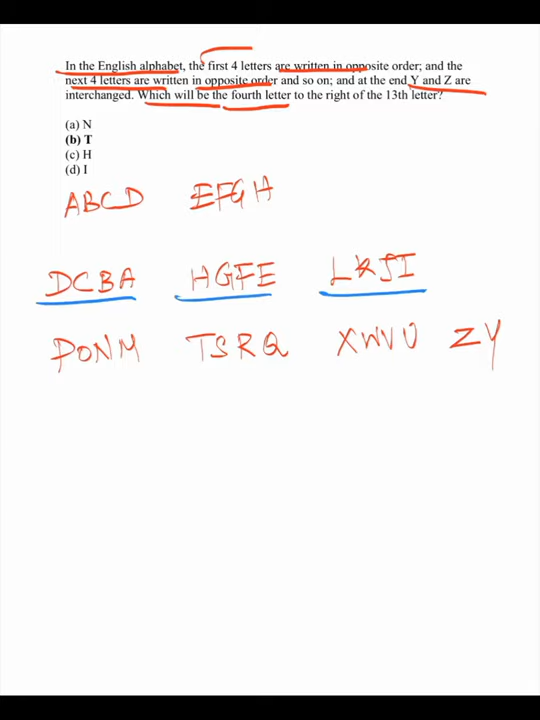 In the English alphabet, the first 4 letters are written in opposite order; and the
next 4 letters are written in opposite order and so on; and at the end Y and Z are
interchanged. Which will be the fourth letter to the right of the 13th letter?
(a) N
(b) T
(c) H
(d) I
ABCD EFGH
DCBA HGFE LKJI
PONM TSRQ XWVU ZY